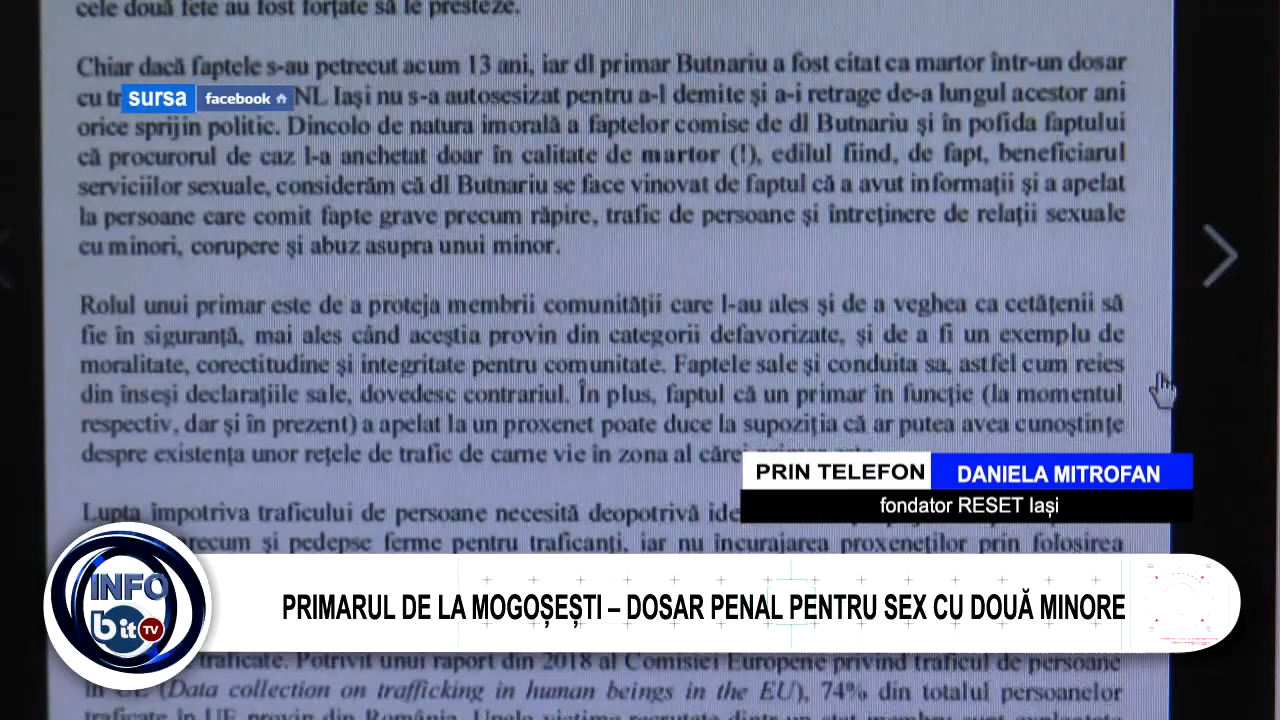 cele două fete au fost forțate să le presteze.
Chiar dacă faptele s-au petrecut acum 13 ani, iar dl primar Butnariu a fost citat ca martor într-un dosar
cu
sursa
facebook
NL Iași nu s-a autosesizat pentru a-l demite și a-i retrage de-a lungul acestor ani
orice sprijin politic. Dincolo de natura imorală a faptelor comise de dl Butnariu și în pofida faptului
că procurorul de caz l-a anchetat doar în calitate de martor (!), edilul fiind, de fapt, beneficiarul
serviciilor sexuale, considerăm că dl Butnariu se face vinovat de faptul că a avut informații și a apelat
la persoane care comit fapte grave precum răpire, trafic de persoane și întreținere de relații sexuale
cu minori, corupere și abuz asupra unui minor.
Rolul unui primar este de a proteja membrii comunității care l-au ales și de a veghea ca cetățenii să
fie în siguranță, mai ales când aceștia provin din categorii defavorizate, și de a fi un exemplu de
moralitate, corectitudine și integritate pentru comunitate. Faptele sale și conduita sa, astfel cum reies
din înseși declarațiile sale, dovedesc contrariul. În plus, faptul că un primar în funcție (la momentul
respectiv, dar și în prezent) a apelat la un proxenet poate duce la supoziția că ar putea avea cunoștințe
despre existența unor rețele de trafic de carne vie în zona al cărei
PRIN TELEFON
DANIELA MITROFAN
fondator RESET Iași
Lupta împotriva traficului de persoane necesită deopotrivă
precum și pedepse ferme pentru traficanți, iar nu încurajarea proxeneților prin folosirea
INFO
bit TV
PRIMARUL DE LA MOGOȘEȘTI – DOSAR PENAL PENTRU SEX CU DOUĂ MINORE
traficate. Potrivit unui raport din 2018 al Comisiei Europene privind traficul de persoane
în UE (Data collection on trafficking in human beings in the EU), 74% din totalul persoanelor
traficate în UE provin din România.